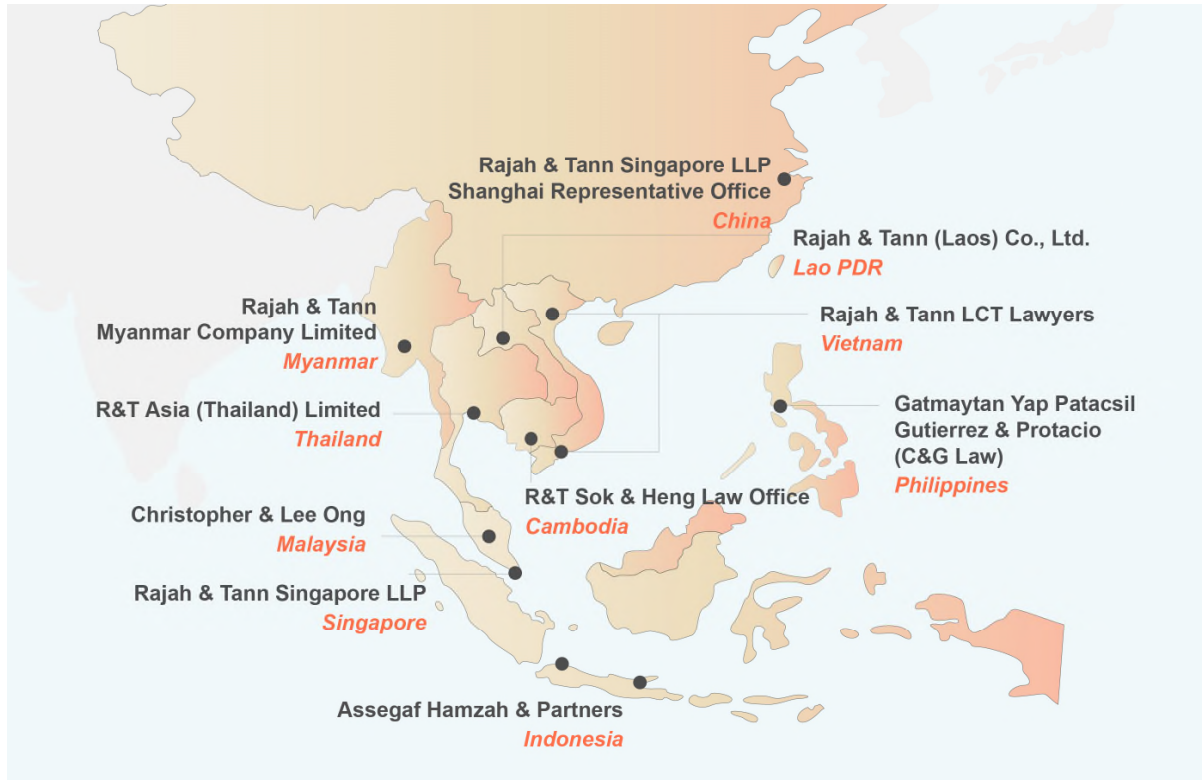 Rajah & Tann Singapore LLP
Shanghai Representative Office
China
Rajah & Tann (Laos) Co., Ltd.
Lao PDR
Rajah & Tann
Myanmar Company Limited
Myanmar
Rajah & Tann LCT Lawyers
Vietnam
R&T Asia (Thailand) Limited
Thailand
Gatmaytan Yap Patacsil
Gutierrez & Protacio
(C&G Law)
Philippines
R&T Sok & Heng Law Office
Cambodia
Christopher & Lee Ong
Malaysia
Rajah & Tann Singapore LLP
Singapore
Assegaf Hamzah & Partners
Indonesia